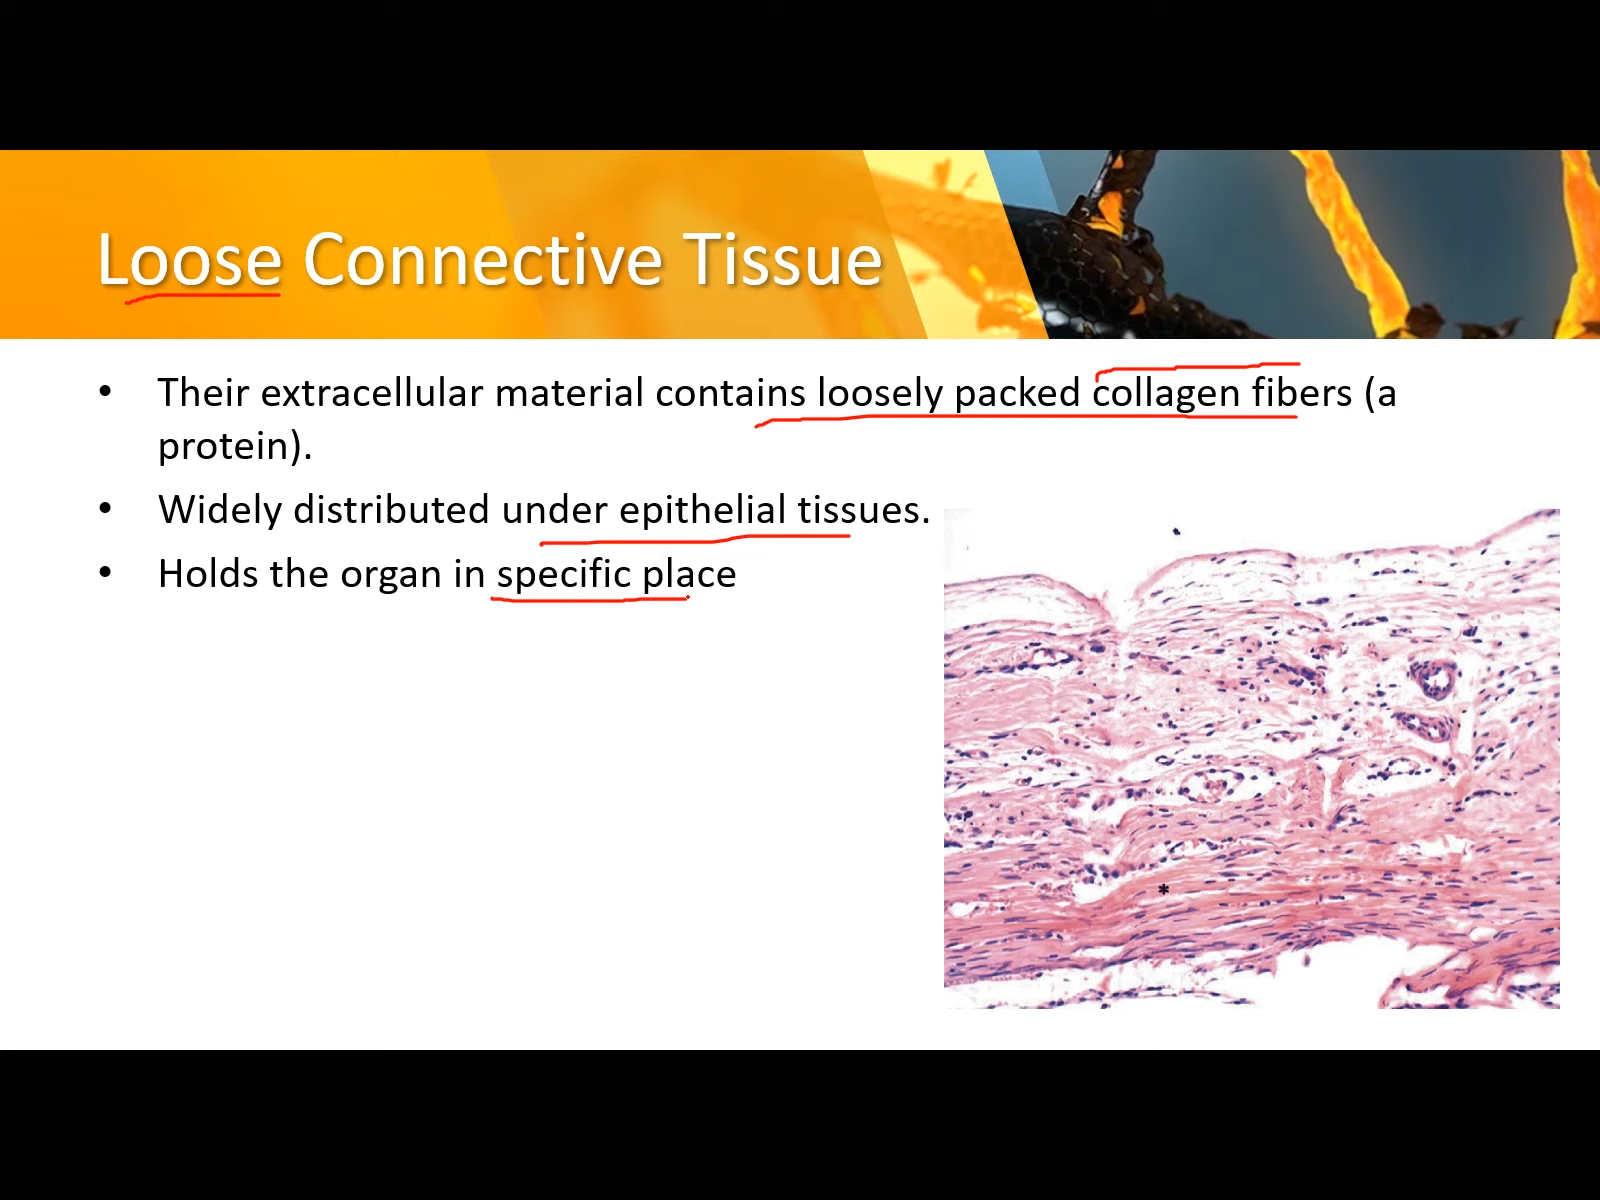 Loose Connective Tissue
• Their extracellular material contains loosely packed collagen fibers (a
protein).
• Widely distributed under epithelial tissues.
• Holds the organ in specific place
*